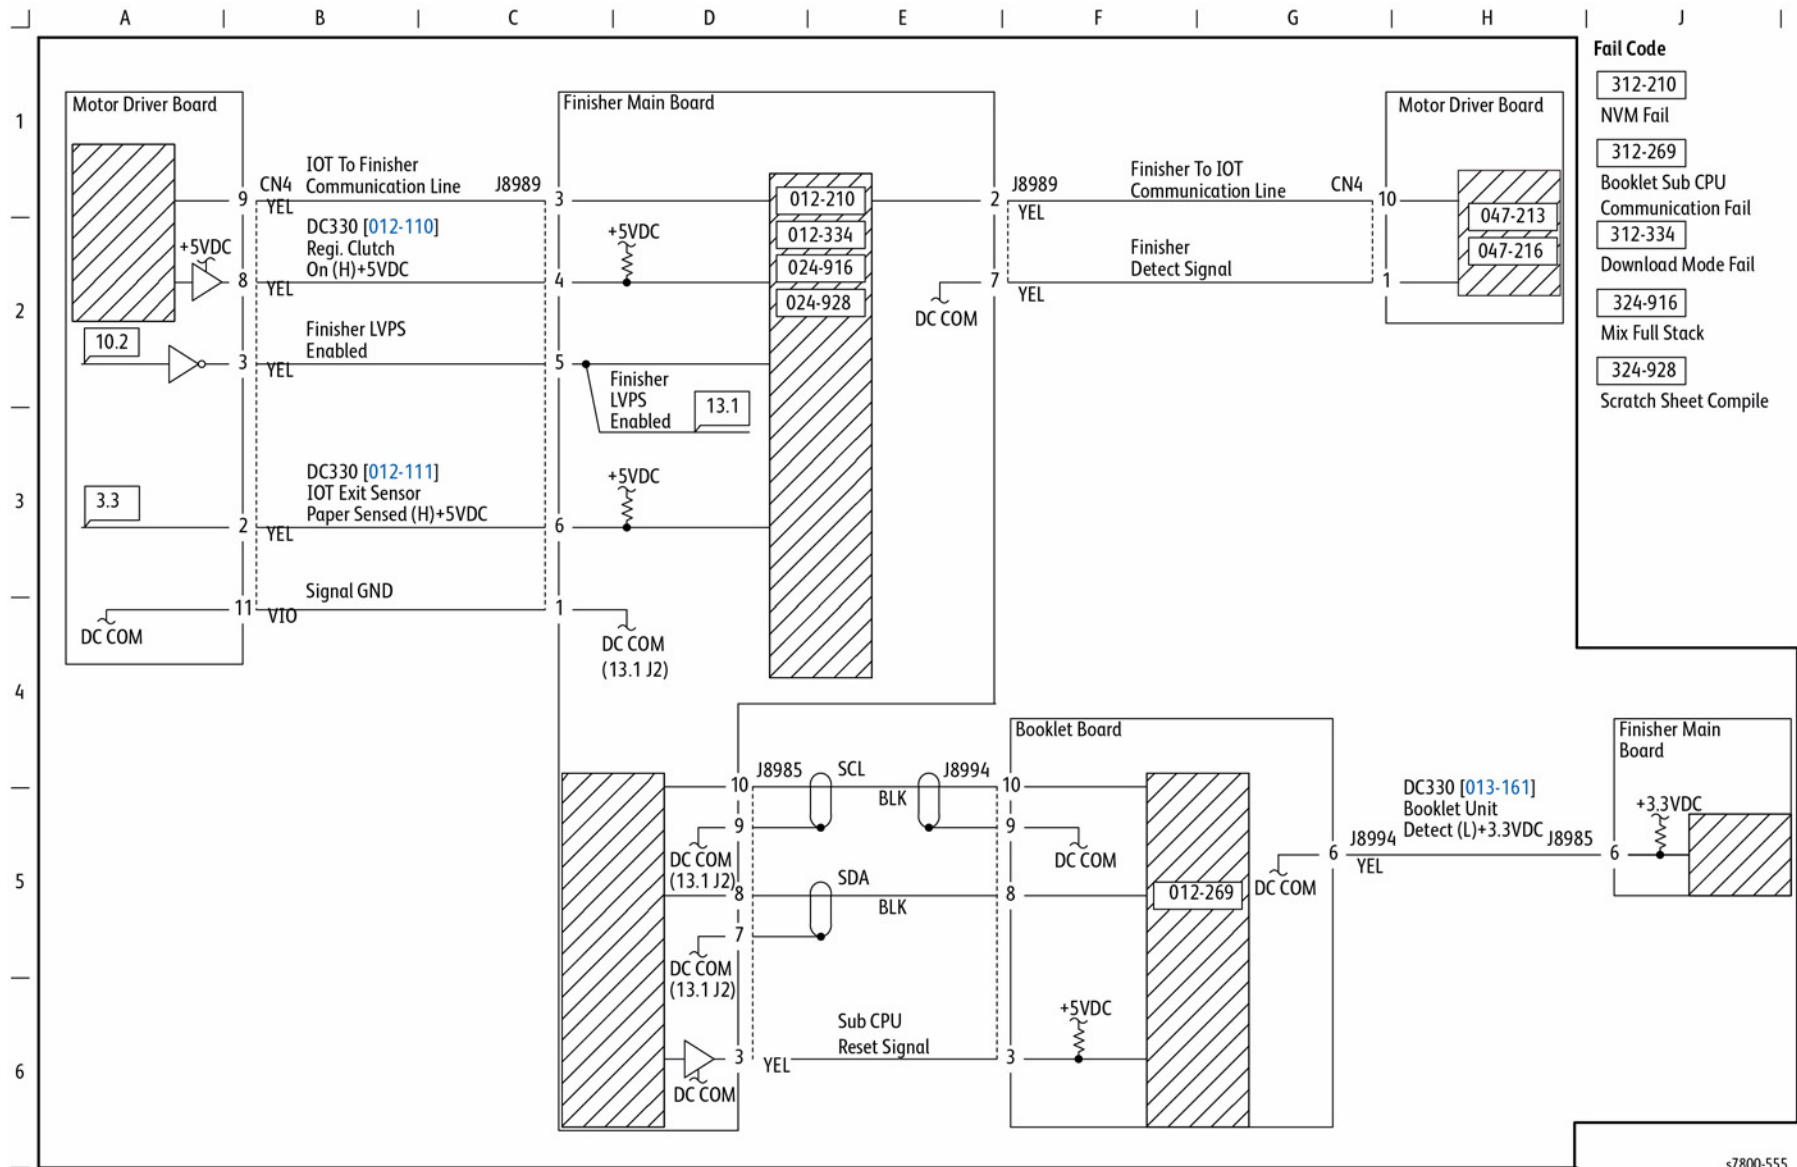 A B C D E F G H J
1
2
3
4
5
6
Motor Driver Board
9
CN4
YEL
IOT To Finisher
Communication Line
J8989
3
+5VDC
8
YEL
DC330 [012-110]
Regi. Clutch
On (H)+5VDC
4
10.2
3
YEL
Finisher LVPS
Enabled
5
3.3
2
YEL
DC330 [012-111]
IOT Exit Sensor
Paper Sensed (H)+5VDC
6
DC COM
11
VIO
Signal GND
1
Finisher Main Board
+5VDC
Finisher
LVPS
Enabled
13.1
+5VDC
DC COM
(13.1 J2)
012-210
012-334
024-916
024-928
DC COM
2
J8989
YEL
Finisher To IOT
Communication Line
CN4
10
7
YEL
Finisher
Detect Signal
1
Motor Driver Board
047-213
047-216
Fail Code
312-210
NVM Fail
312-269
Booklet Sub CPU
Communication Fail
312-334
Download Mode Fail
324-916
Mix Full Stack
324-928
Scratch Sheet Compile
10
J8985
SCL
BLK
J8994
10
9
DC COM
(13.1 J2)
9
DC COM
8
SDA
BLK
8
7
DC COM
(13.1 J2)
DC COM
3
YEL
Sub CPU
Reset Signal
3
Booklet Board
+5VDC
012-269
DC COM
6
J8994
YEL
DC330 [013-161]
Booklet Unit
Detect (L)+3.3VDC
J8985
6
Finisher Main
Board
+3.3VDC
s7800-555